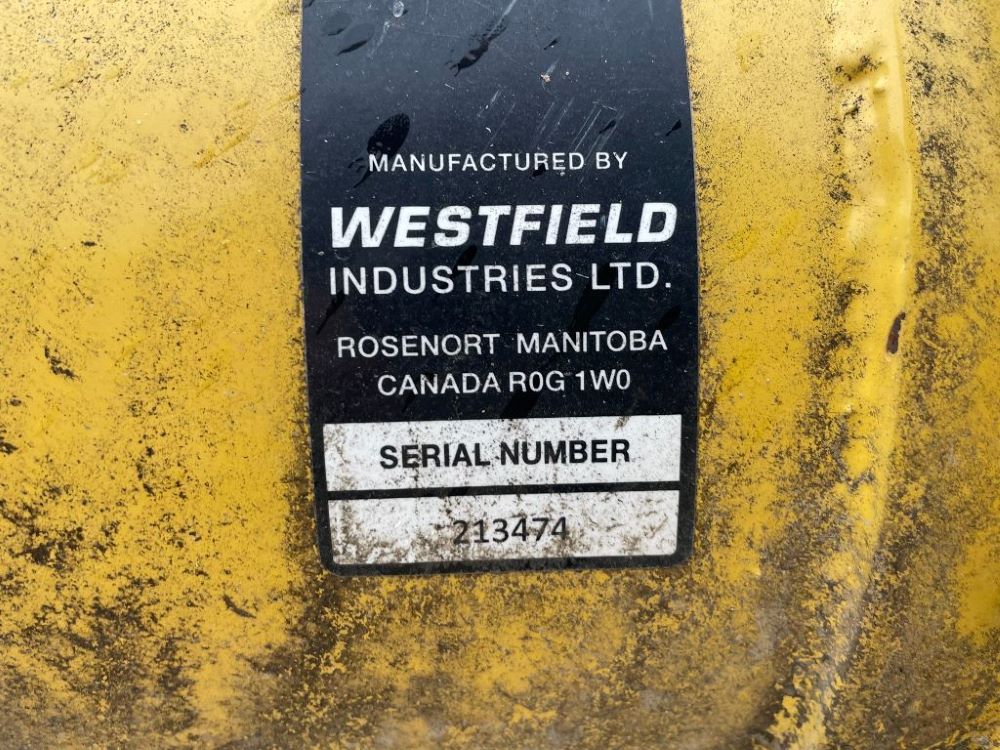 MANUFACTURED BY
WESTFIELD
INDUSTRIES LTD.
ROSENORT MANITOBA
CANADA R0G 1W0
SERIAL NUMBER
213474